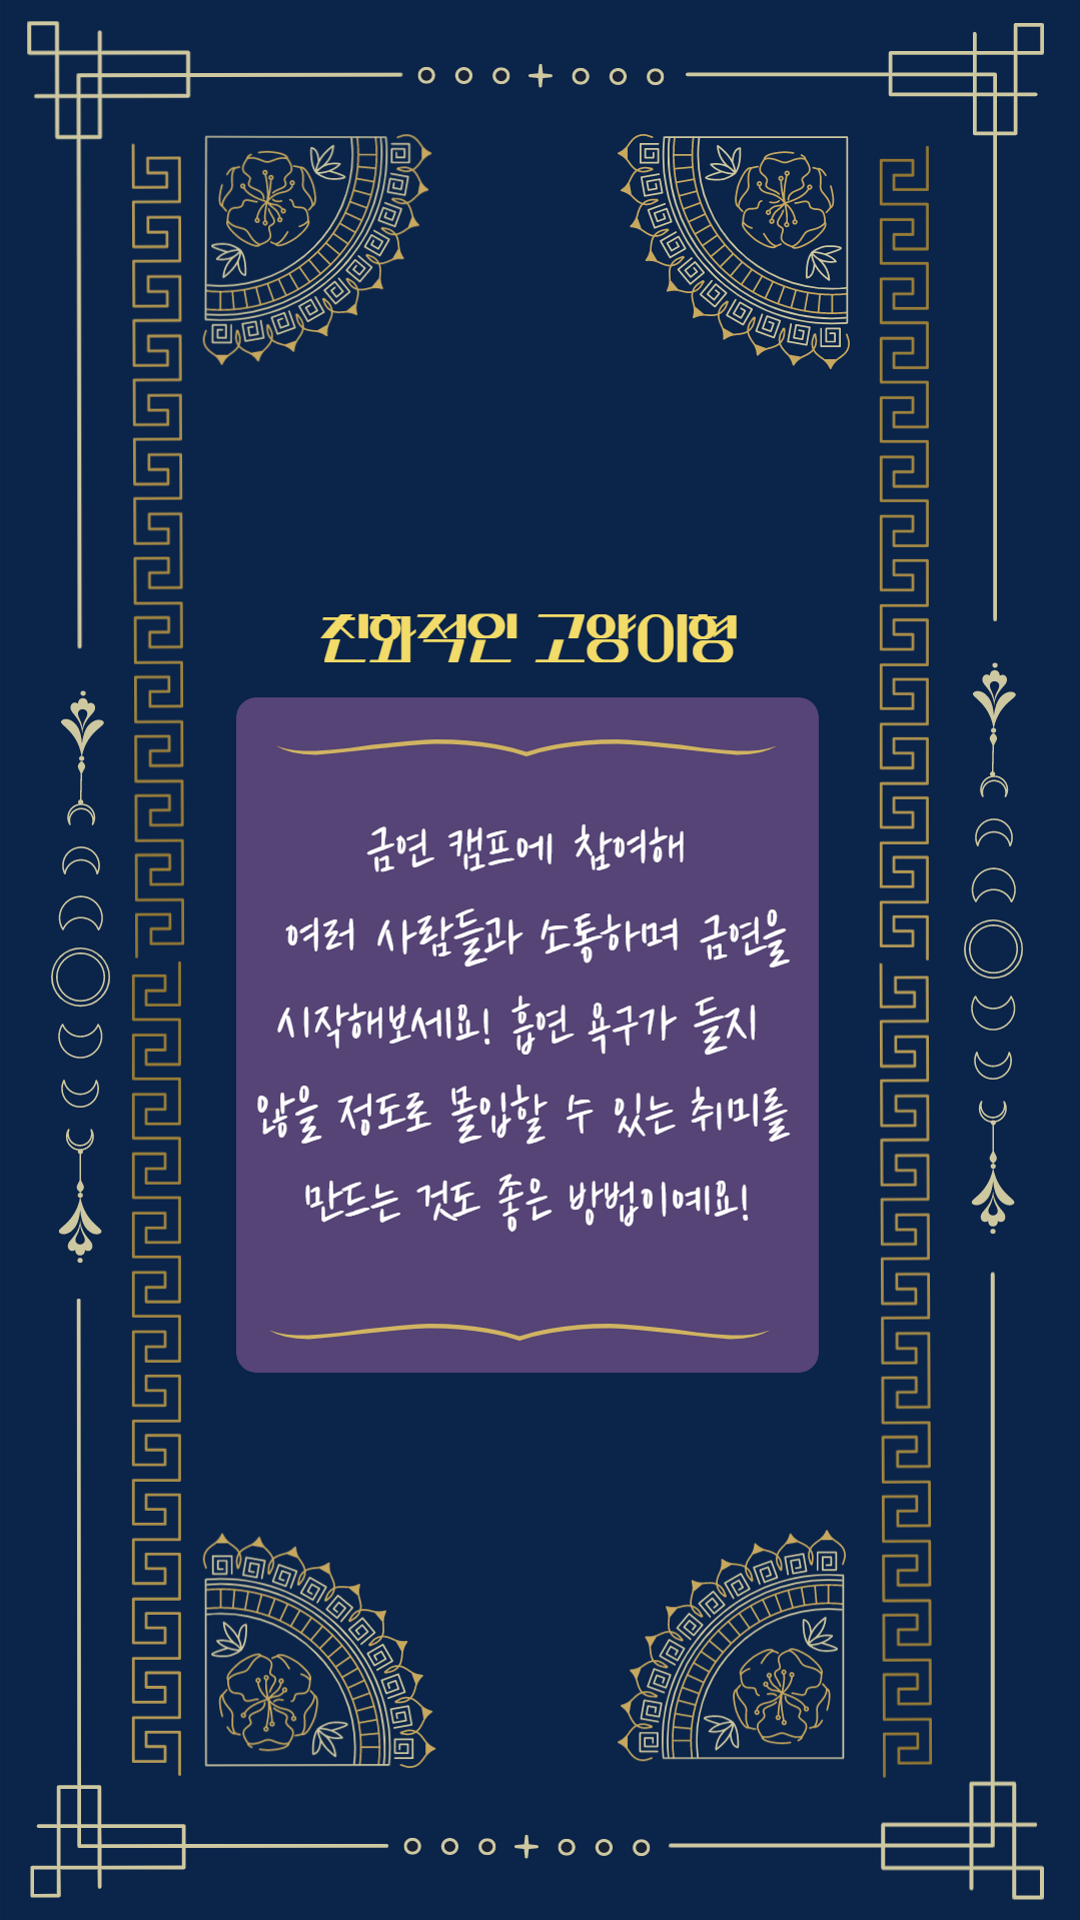 친화적인 고양이형
금연 캠프에 참여해
여러 사람들과 소통하며 금연을
시작해보세요! 흡연 욕구가 들지
않을 정도로 몰입할 수 있는 취미를
만드는 것도 좋은 방법이예요!